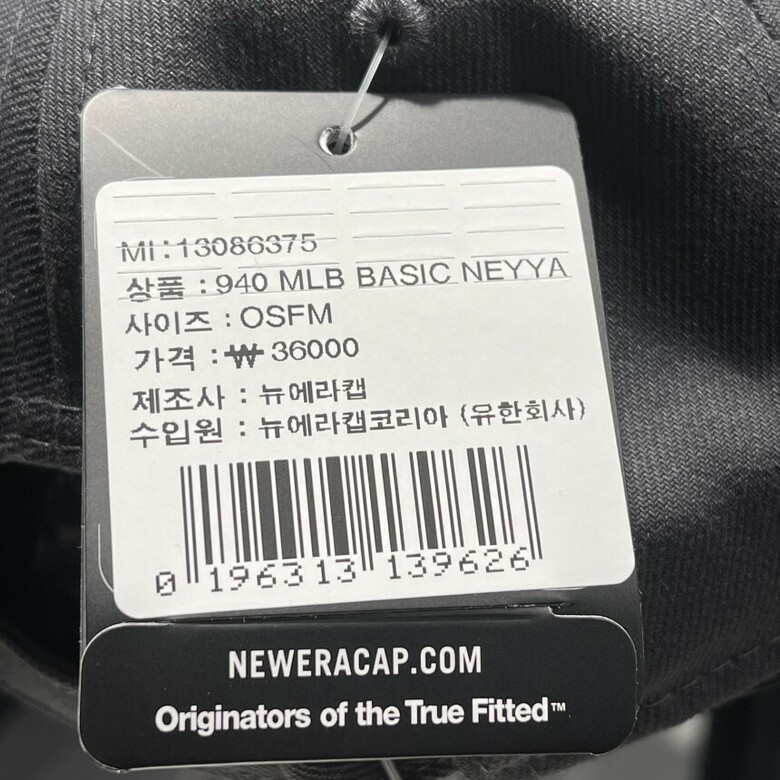 MI:13086375
상품 : 940 MLB BASIC NEYYA
사이즈 : OSFM
가격 : ₩ 36000
제조사 : 뉴에라캡
수입원 : 뉴에라캡코리아 (유한회사)
0 196313 139626
NEWERACAP.COM
Originators of the True Fitted™